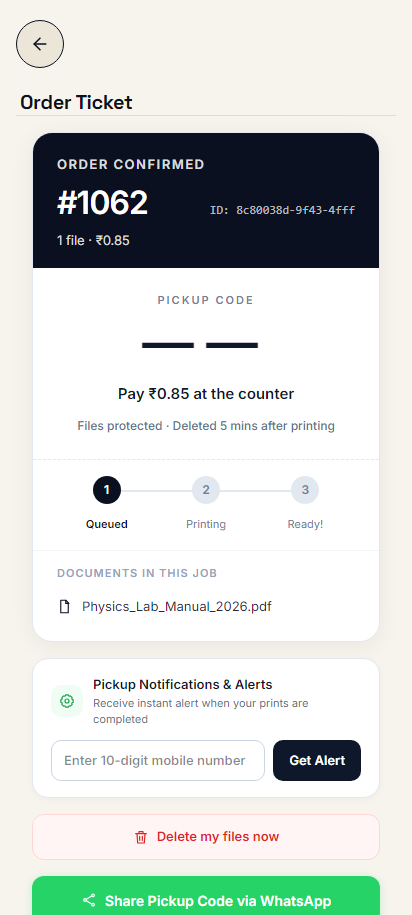 Order Ticket
ORDER CONFIRMED
#1062
ID: 8c80038d-9f43-4fff
1 file · ₹0.85
PICKUP CODE
— —
Pay ₹0.85 at the counter
Files protected · Deleted 5 mins after printing
1 2 3
Queued Printing Ready!
DOCUMENTS IN THIS JOB
Physics_Lab_Manual_2026.pdf
Pickup Notifications & Alerts
Receive instant alert when your prints are
completed
Enter 10-digit mobile number Get Alert
Delete my files now
Share Pickup Code via WhatsApp